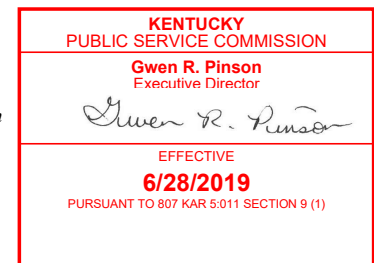 KENTUCKY
PUBLIC SERVICE COMMISSION
Gwen R. Pinson
Executive Director
Gwen R. Pinson
EFFECTIVE
6/28/2019
PURSUANT TO 807 KAR 5:011 SECTION 9 (1)